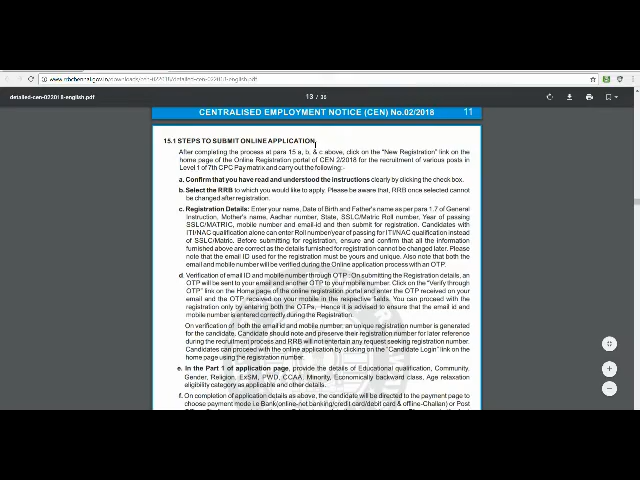 www.rrbchennai.gov.in/downloads/cen-022018/detailed-cen-022018-english.pdf
detailed-cen-022018-english.pdf
13 / 36
CENTRALISED EMPLOYMENT NOTICE (CEN) No.02/2018 11
15.1 STEPS TO SUBMIT ONLINE APPLICATION
After completing the process at para 15 a, b, & c above, click on the "New Registration" link on the
home page of the Online Registration portal of CEN 2/2018 for the recruitment of various posts in
Level 1 of 7th CPC Pay matrix and carry out the following:-
a. Confirm that you have read and understood the instructions clearly by clicking the check box.
b. Select the RRB to which you would like to apply. Please be aware that, RRB once selected cannot
be changed after registration.
c. Registration Details: Enter your name, Date of Birth and Father's name as per para 1.7 of General
Instruction, Mother's name, Aadhar number, State, SSLC/Matric Roll number, Year of passing
SSLC/MATRIC, mobile number and email-id and then submit for registration. Candidates with
ITI/NAC qualification alone can enter Roll number/year of passing for ITI/NAC qualification instead
of SSLC/Matric. Before submitting for registration, ensure and confirm that all the information
furnished above are correct as the details furnished for registration cannot be changed later. Please
note that the email ID used for the registration must be yours and unique. Also note that both the
email and mobile number will be verified during the Online application process with an OTP.
d. Verification of email ID and mobile number through OTP: On submitting the Registration details, an
OTP will be sent to your email and another OTP to your mobile number. Click on the "Verify through
OTP" link on the Home page of the online registration portal and enter the OTP received on your
email and the OTP received on your mobile in the respective fields. You can proceed with the
registration only by entering both the OTPs. Hence it is advised to ensure that the email id and
mobile number is entered correctly during the Registration.
On verification of both the email id and mobile number, an unique registration number is generated
for the candidate. Candidate should note and preserve their registration number for later reference
during the recruitment process and RRB will not entertain any request seeking registration number.
Candidates can proceed with the online application by clicking on the "Candidate Login" link on the
home page using the registration number.
e. In the Part 1 of application page, provide the details of Educational qualification, Community,
Gender, Religion, ExSM, PWD, CCAA, Minority, Economically backward class, Age relaxation
eligibility category as applicable and other details.
f. On completion of application details as above, the candidate will be directed to the payment page to
choose payment mode i.e Bank(online-net banking/credit card/debit card & offline-Challan) or Post